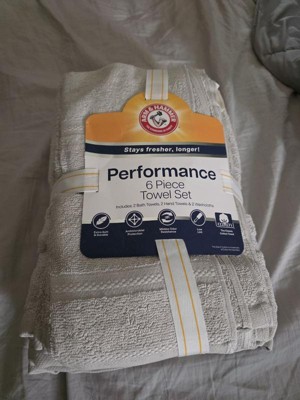 ARM & HAMMER
Stays fresher, longer!
Performance
6 Piece
Towel Set
Includes: 2 Bath Towels, 2 Hand Towels & 2 Washcloths